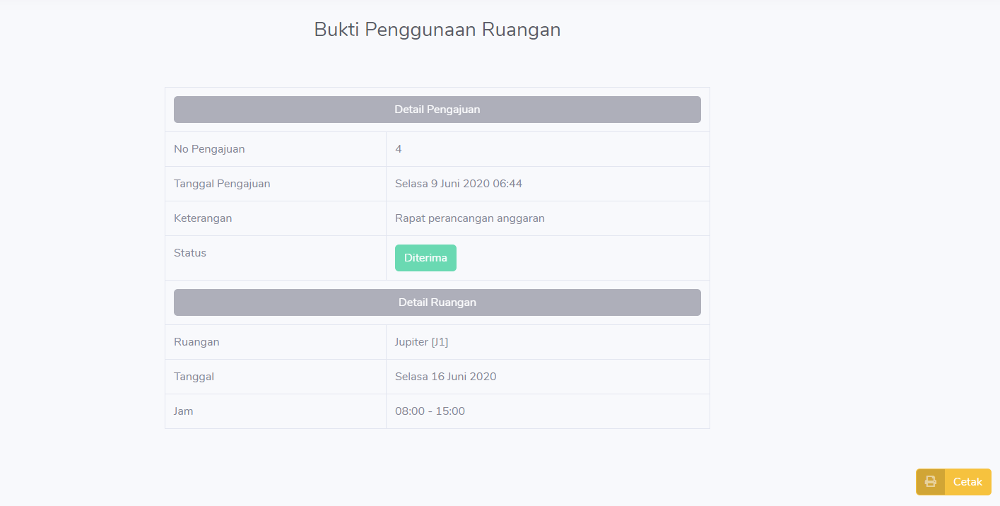 Bukti Penggunaan Ruangan
Detail Pengajuan
No Pengajuan 4
Tanggal Pengajuan Selasa 9 Juni 2020 06:44
Keterangan Rapat perancangan anggaran
Status Diterima
Detail Ruangan
Ruangan Jupiter [J1]
Tanggal Selasa 16 Juni 2020
Jam 08:00 - 15:00
Cetak